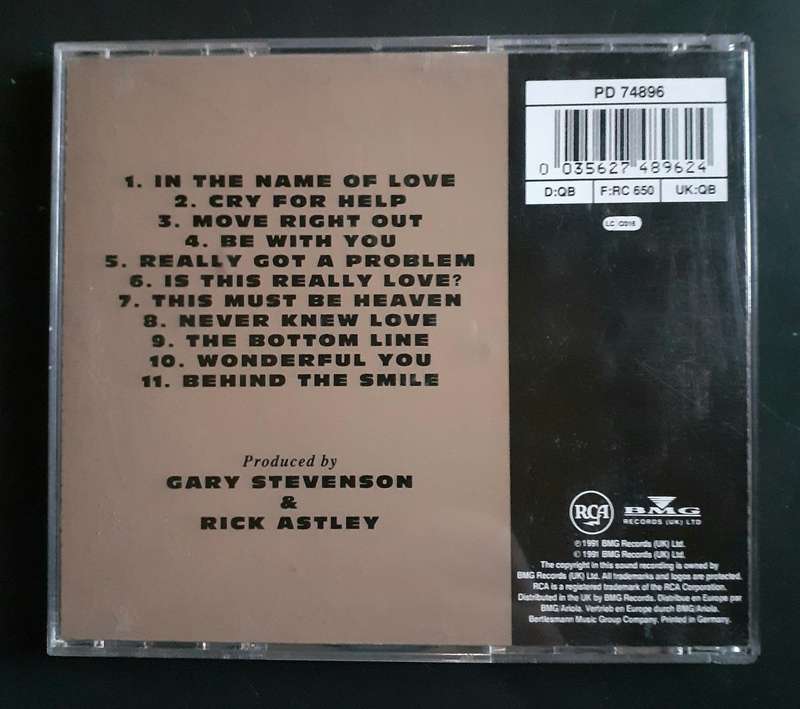 1. IN THE NAME OF LOVE
2. CRY FOR HELP
3. MOVE RIGHT OUT
4. BE WITH YOU
5. REALLY GOT A PROBLEM
6. IS THIS REALLY LOVE?
7. THIS MUST BE HEAVEN
8. NEVER KNEW LOVE
9. THE BOTTOM LINE
10. WONDERFUL YOU
11. BEHIND THE SMILE
Produced by
GARY STEVENSON
&
RICK ASTLEY
PD 74896
0 035627 489624
D:QB F:RC 650 UK:QB
LC 0316
RCA BMG
RECORDS (UK) LTD
℗ 1991 BMG Records (UK) Ltd.
© 1991 BMG Records (UK) Ltd.
The copyright in this sound recording is owned by
BMG Records (UK) Ltd. All trademarks and logos are protected.
RCA is a registered trademark of the RCA Corporation.
Distributed in the UK by BMG Records. Distribue en Europe par
BMG/Ariola. Vertrieb en Europe durch BMG/Ariola.
Bertlesmann Music Group Company. Printed in Germany.